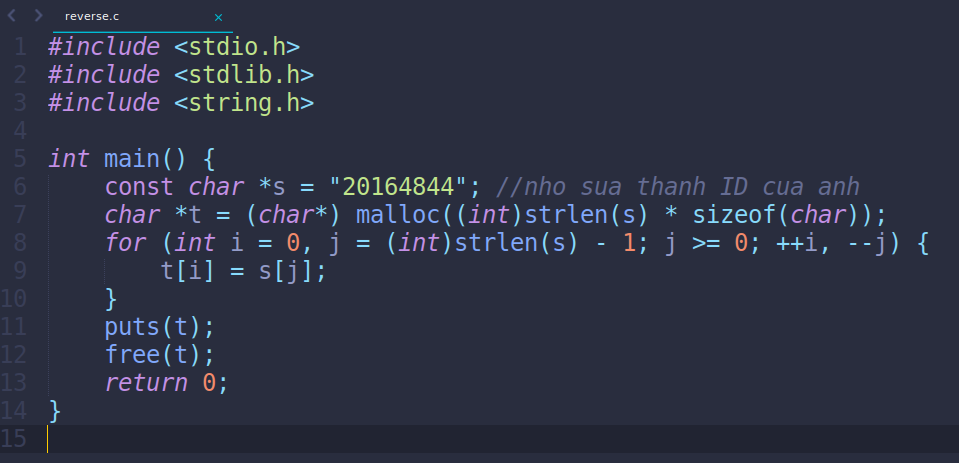 reverse.c ×
1 #include <stdio.h>
2 #include <stdlib.h>
3 #include <string.h>
4
5 int main() {
6     const char *s = "20164844"; //nho sua thanh ID cua anh
7     char *t = (char*) malloc((int)strlen(s) * sizeof(char));
8     for (int i = 0, j = (int)strlen(s) - 1; j >= 0; ++i, --j) {
9         t[i] = s[j];
10     }
11     puts(t);
12     free(t);
13     return 0;
14 }
15